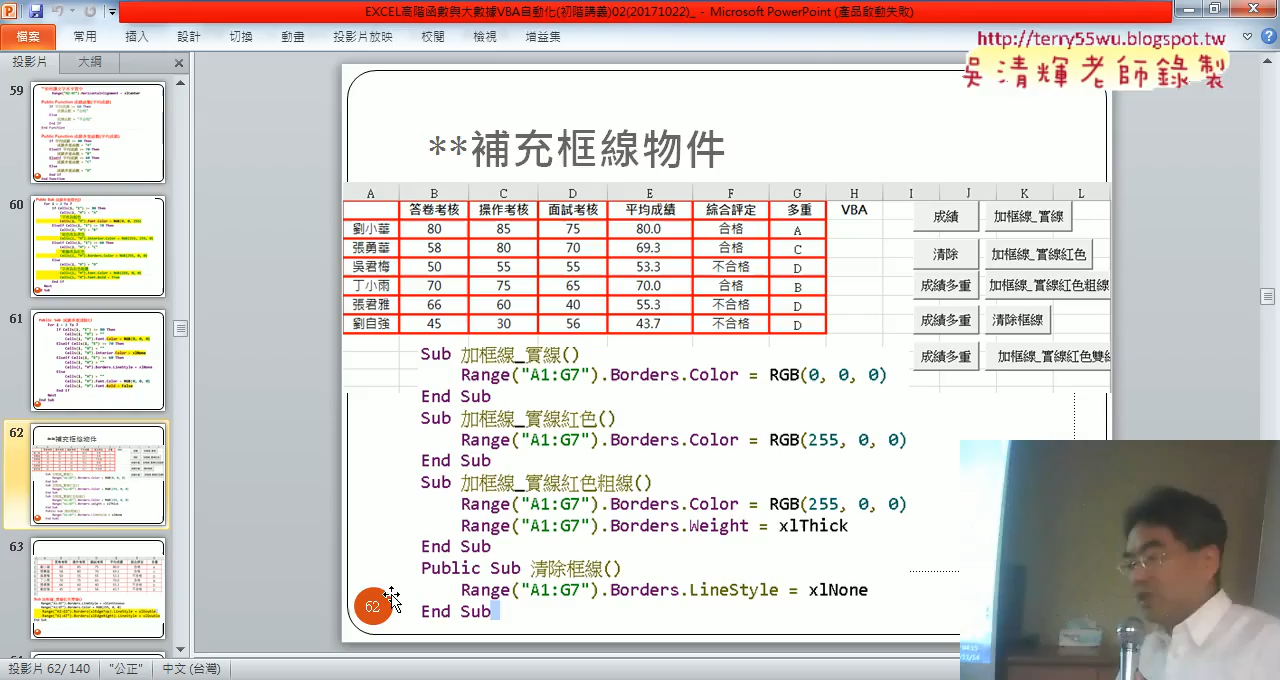 EXCEL高階函數與大數據VBA自動化(初階講義)02(20171022)_ - Microsoft PowerPoint (產品啟動失敗)
檔案 常用 插入 設計 切換 動畫 投影片放映 校閱 檢視 增益集
http://terry55wu.blogspot.tw
吳清輝老師錄製
投影片 大綱
59
60
61
62
63
**補充框線物件
A B C D E F G H I J K L
答卷考核 操作考核 面試考核 平均成績 綜合評定 多重 VBA
劉小華 80 85 75 80.0 合格 A
張勇華 58 80 70 69.3 合格 C
吳君梅 50 55 55 53.3 不合格 D
丁小雨 70 75 65 70.0 合格 B
張君雅 66 60 40 55.3 不合格 D
劉自強 45 30 56 43.7 不合格 D
成績 加框線_實線
清除 加框線_實線紅色
成績多重 加框線_實線紅色粗線
成績多重 清除框線
成績多重 加框線_實線紅色雙線
Sub 加框線_實線()
Range("A1:G7").Borders.Color = RGB(0, 0, 0)
End Sub
Sub 加框線_實線紅色()
Range("A1:G7").Borders.Color = RGB(255, 0, 0)
End Sub
Sub 加框線_實線紅色粗線()
Range("A1:G7").Borders.Color = RGB(255, 0, 0)
Range("A1:G7").Borders.Weight = xlThick
End Sub
Public Sub 清除框線()
Range("A1:G7").Borders.LineStyle = xlNone
End Sub
62
投影片 62/ 140 "公正" 中文 (台灣)